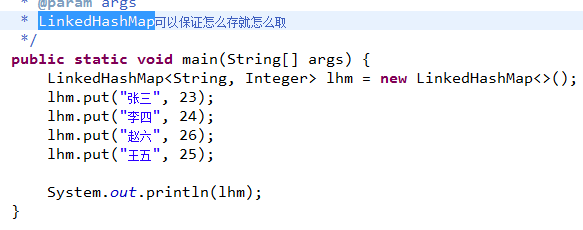 * @param args
* LinkedHashMap可以保证怎么存就怎么取
*/
public static void main(String[] args) {
LinkedHashMap<String, Integer> lhm = new LinkedHashMap<>();
lhm.put("张三", 23);
lhm.put("李四", 24);
lhm.put("赵六", 26);
lhm.put("王五", 25);
System.out.println(lhm);
}